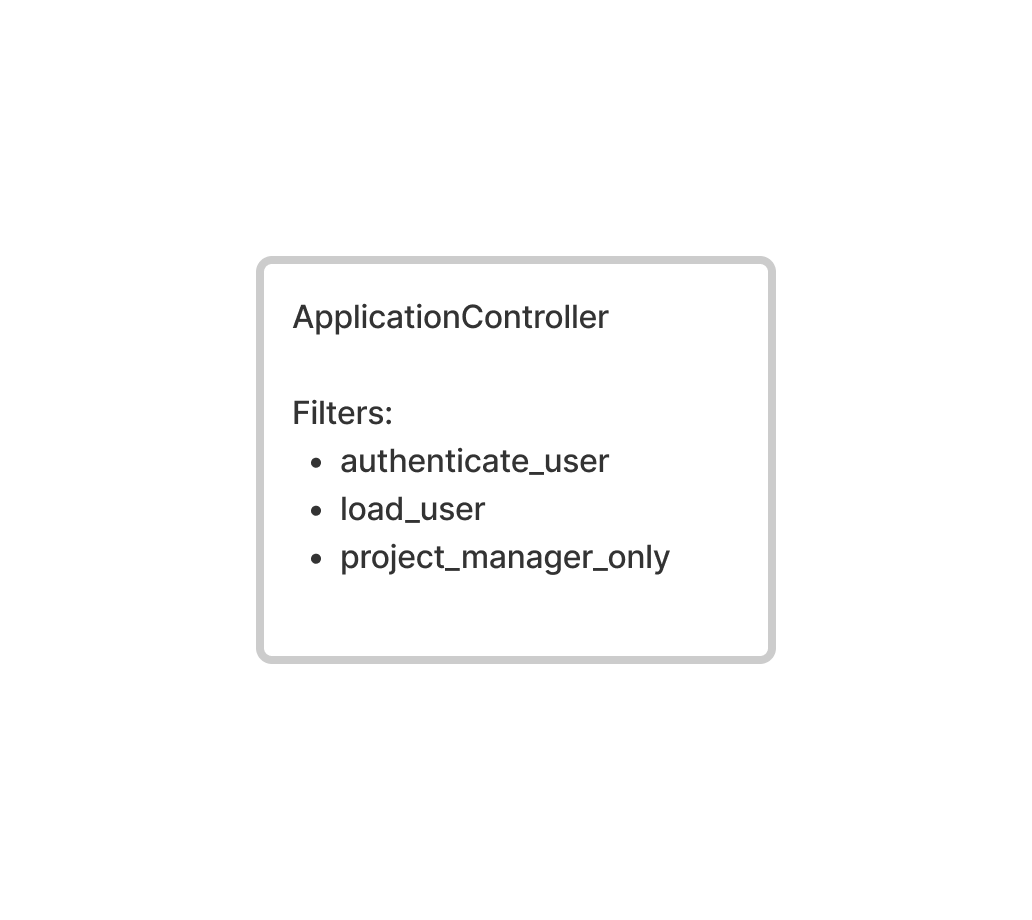 ApplicationController
Filters:
• authenticate_user
• load_user
• project_manager_only